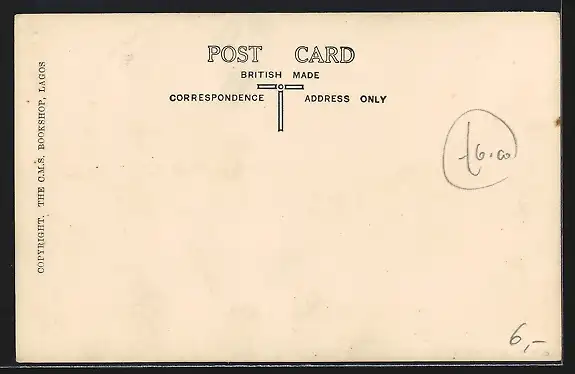 POST CARD
BRITISH MADE
CORRESPONDENCE ADDRESS ONLY
COPYRIGHT. THE C.M.S. BOOKSHOP, LAGOS
6.00
6,-